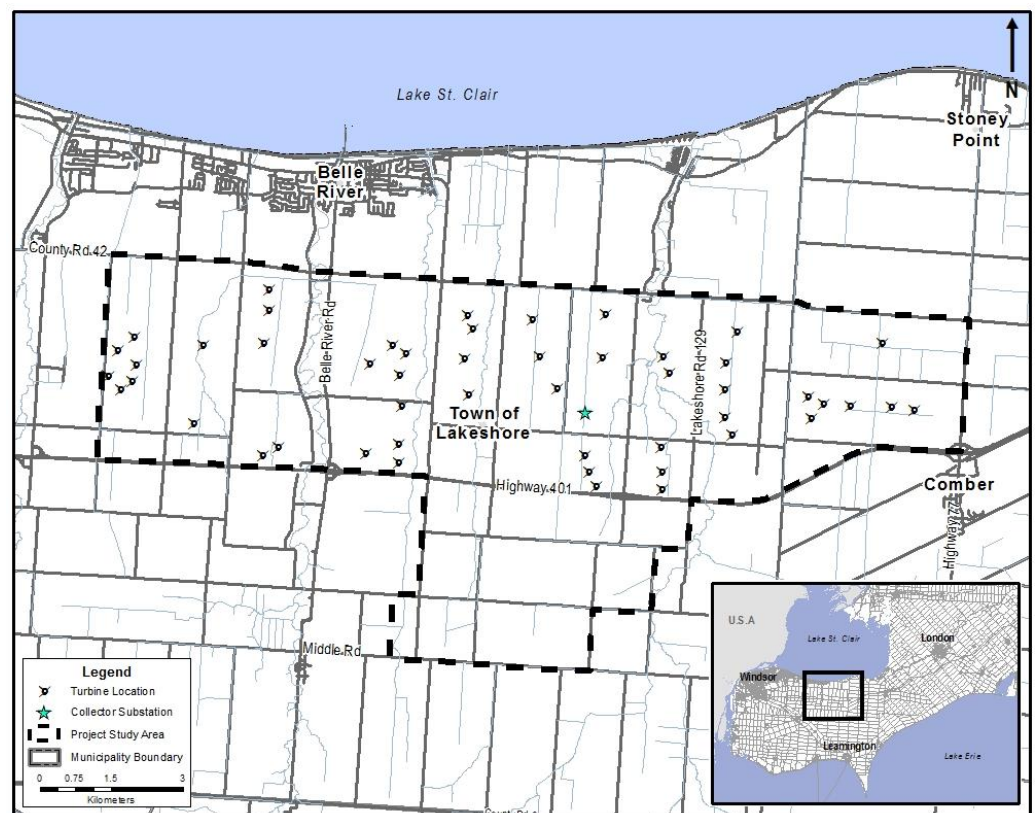 N
Lake St. Clair
Stoney
Point
Belle
River
County Rd 42
Belle River Rd
Lakeshore Rd 129
Town of
Lakeshore
Highway 401
Comber
Highway 77
Middle Rd
Legend
Turbine Location
Collector Substation
Project Study Area
Municipality Boundary
0 0.75 1.5 3
Kilometers
U.S.A
Lake St. Clair
London
Windsor
Leamington
Lake Erie